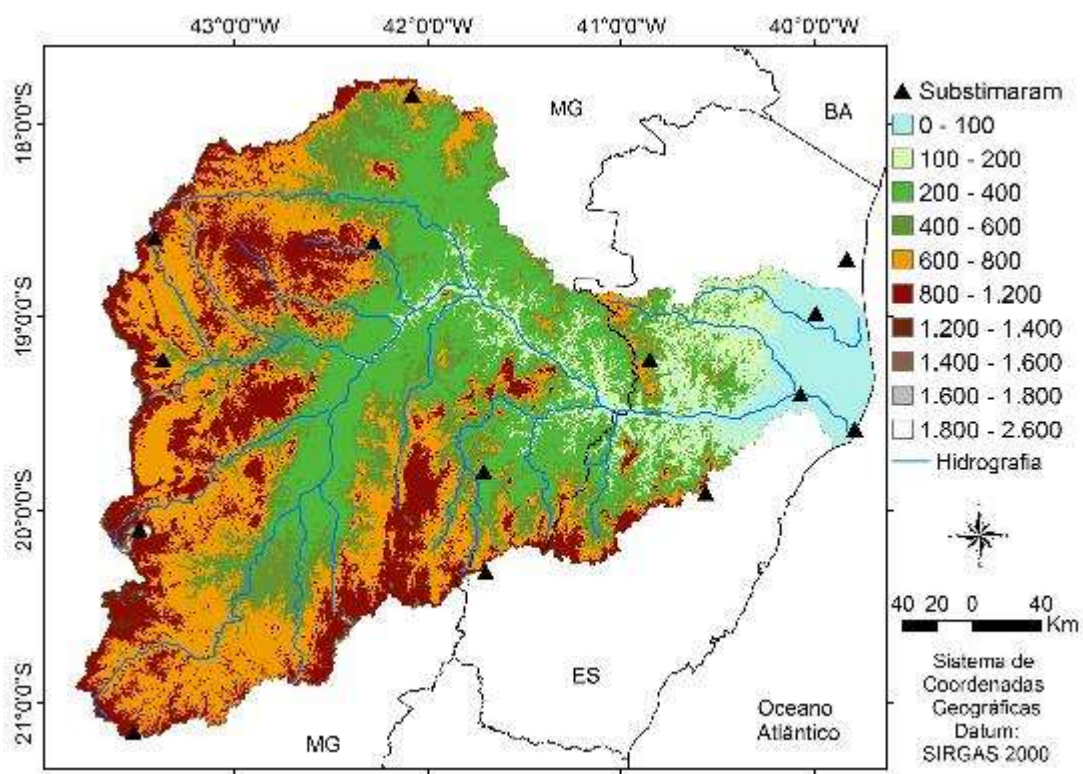 43°0'0"W 42°0'0"W 41°0'0"W 40°0'0"W
18°0'0"S
19°0'0"S
20°0'0"S
21°0'0"S
MG
BA
ES
MG
Oceano
Atlântico
Substimaram
0 - 100
100 - 200
200 - 400
400 - 600
600 - 800
800 - 1.200
1.200 - 1.400
1.400 - 1.600
1.600 - 1.800
1.800 - 2.600
Hidrografia
40 20 0 40
Km
Sistema de
Coordenadas
Geográficas
Datum:
SIRGAS 2000